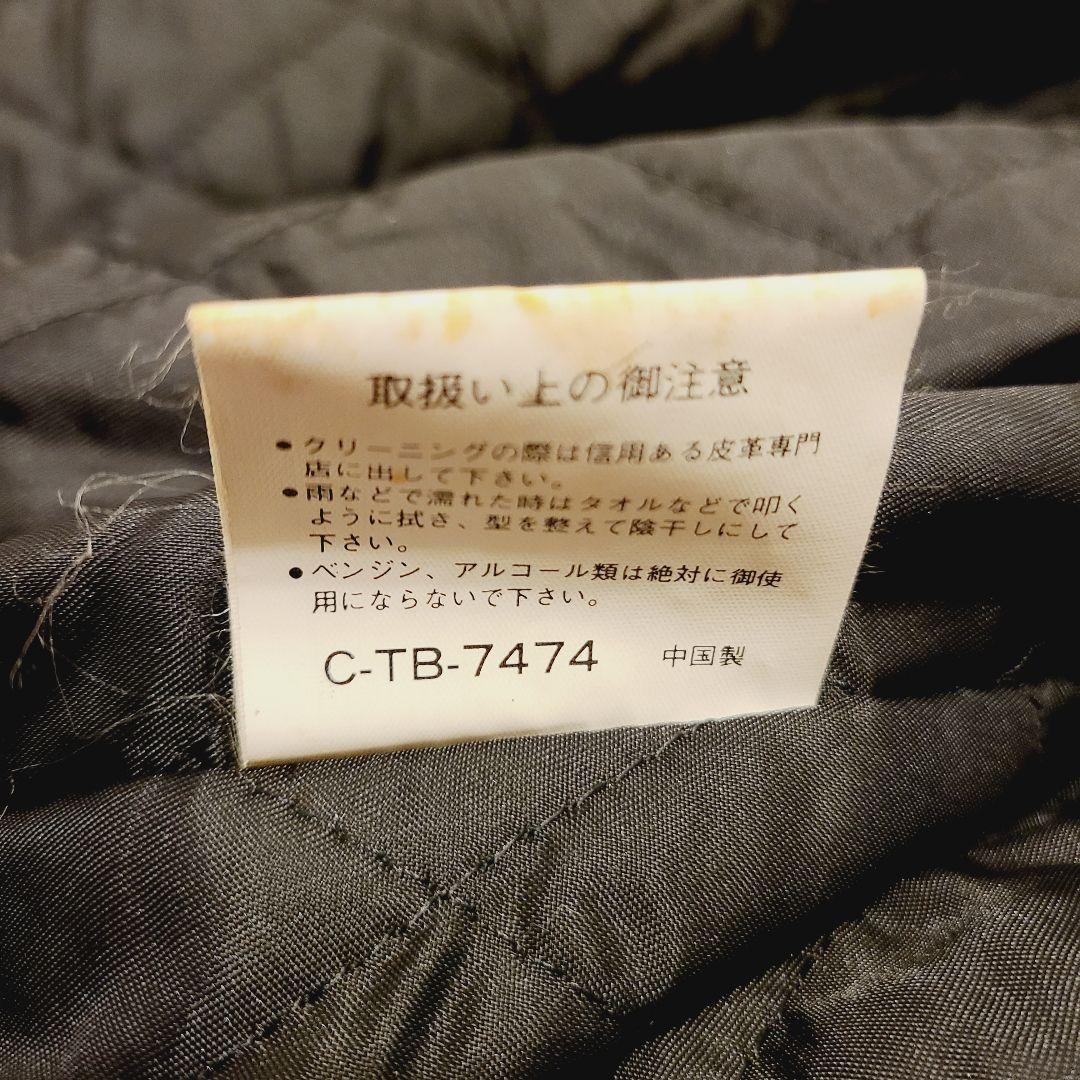 取扱い上の御注意
●クリーニングの際は信用ある皮革専門
店に出して下さい。
●雨などで濡れた時はタオルなどで叩く
ように拭き、型を整えて陰干しにして
下さい。
●ベンジン、アルコール類は絶対に御使
用にならないで下さい。
C-TB-7474 中国製